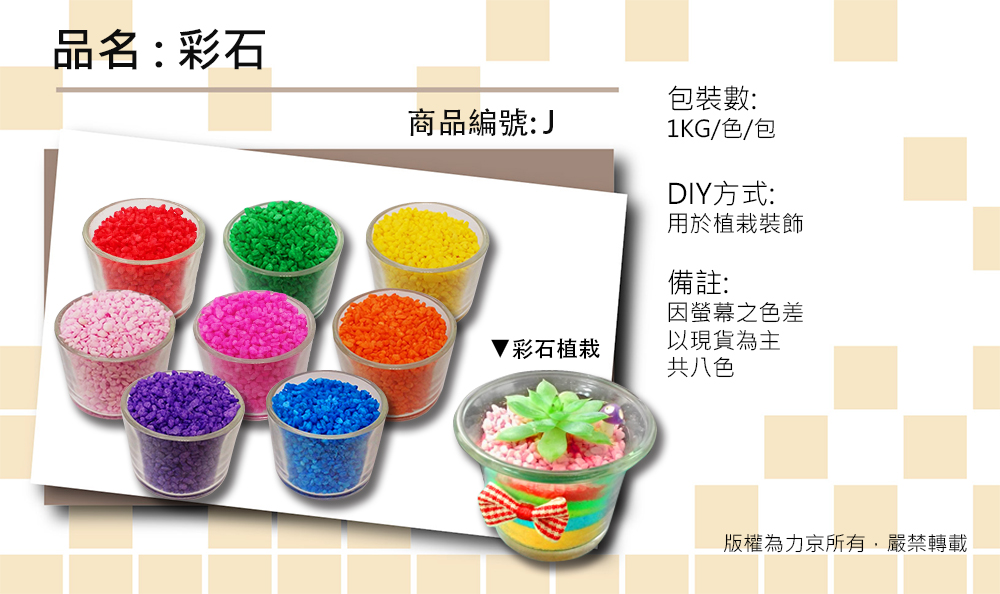 品名 : 彩石
商品編號: J
▼彩石植栽
包裝數:
1KG/色/包
DIY方式:
用於植栽裝飾
備註:
因螢幕之色差
以現貨為主
共八色
版權為力京所有，嚴禁轉載